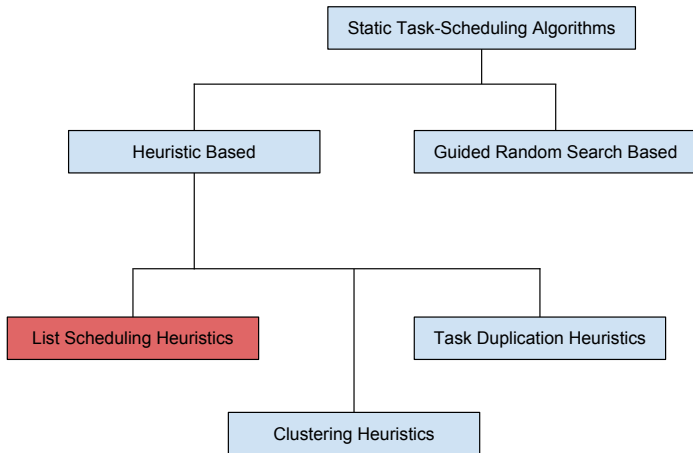 Static Task-Scheduling Algorithms
Heuristic Based
Guided Random Search Based
List Scheduling Heuristics
Task Duplication Heuristics
Clustering Heuristics